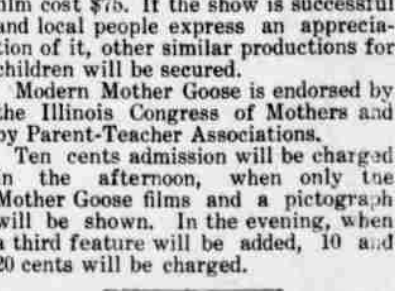 film cost $75. If the show is successful
and local people express an apprecia-
tion of it, other similar productions for
children will be secured.
Modern Mother Goose is endorsed by
the Illinois Congress of Mothers and
by Parent-Teacher Associations.
Ten cents admission will be charged
in the afternoon, when only the
Mother Goose films and a pictograph
will be shown. In the evening, when
a third feature will be added, 10 and
20 cents will be charged.